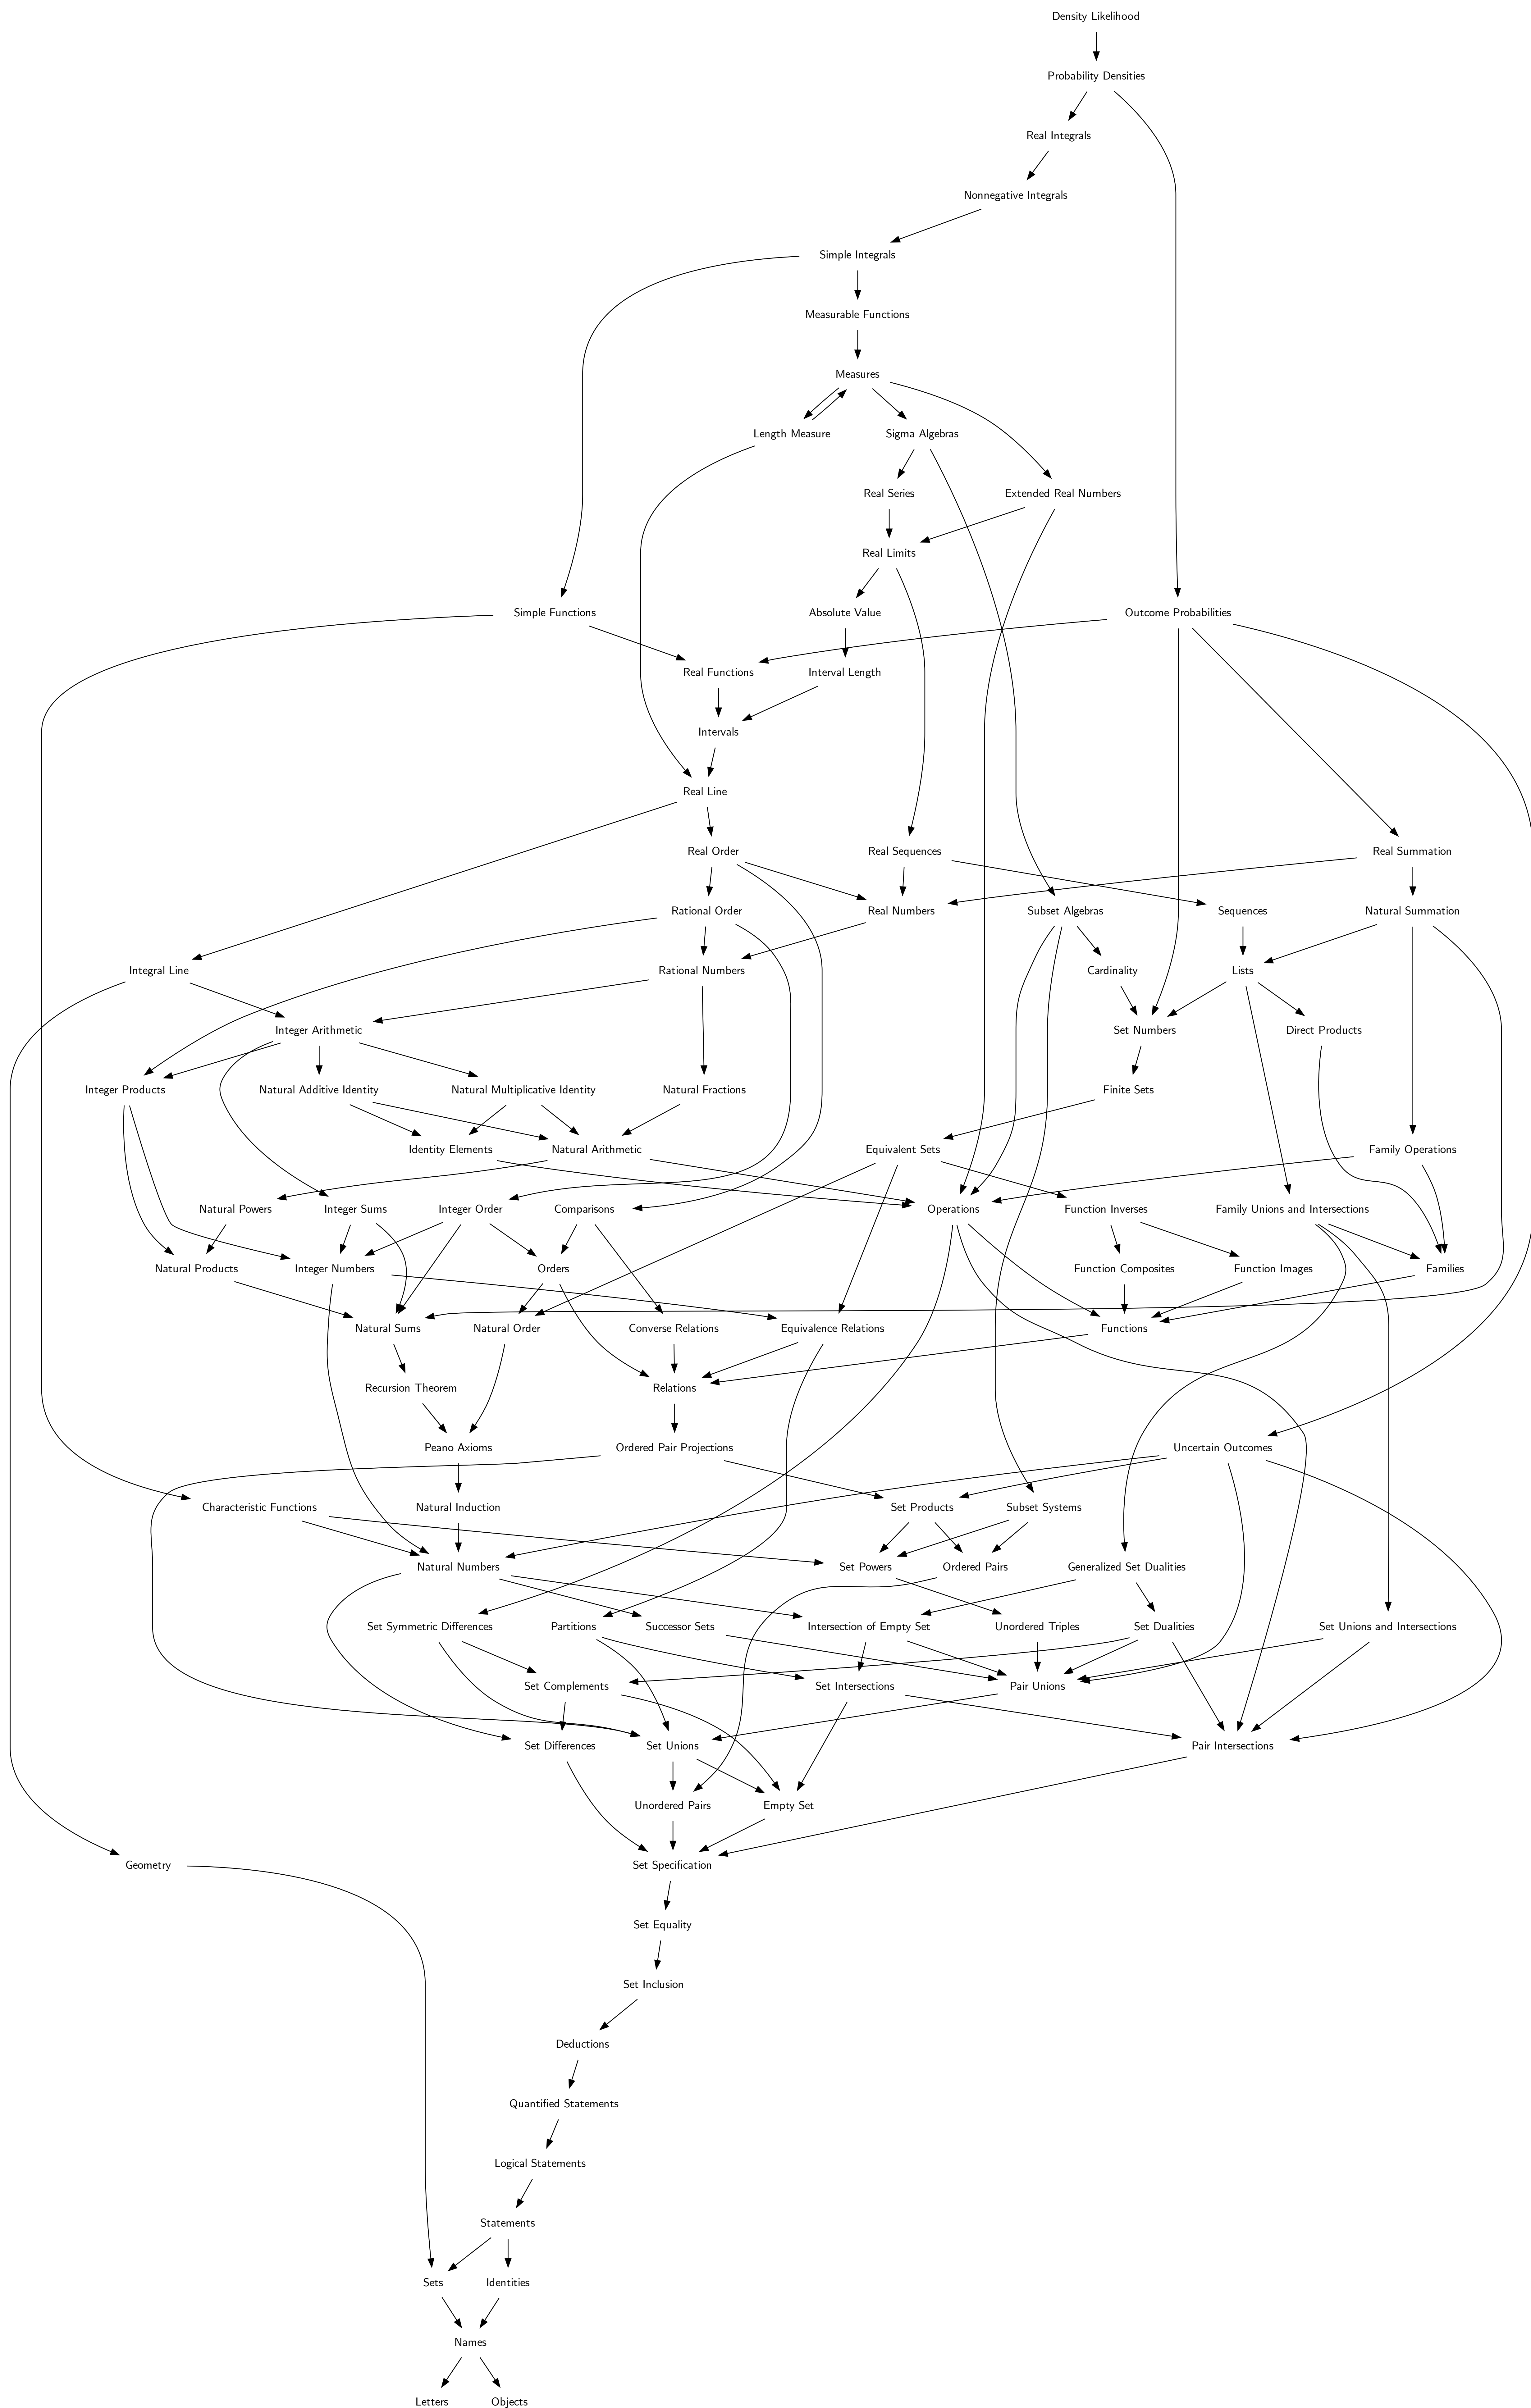 Density Likelihood
Probability Densities
Real Integrals
Nonnegative Integrals
Simple Integrals
Measurable Functions
Measures
Length Measure
Sigma Algebras
Real Series
Extended Real Numbers
Real Limits
Simple Functions
Absolute Value
Outcome Probabilities
Real Functions
Interval Length
Intervals
Real Line
Real Order
Real Sequences
Real Summation
Rational Order
Real Numbers
Subset Algebras
Sequences
Natural Summation
Integral Line
Rational Numbers
Cardinality
Lists
Integer Arithmetic
Set Numbers
Direct Products
Integer Products
Natural Additive Identity
Natural Multiplicative Identity
Natural Fractions
Finite Sets
Identity Elements
Natural Arithmetic
Equivalent Sets
Family Operations
Natural Powers
Integer Sums
Integer Order
Comparisons
Operations
Function Inverses
Family Unions and Intersections
Natural Products
Integer Numbers
Orders
Function Composites
Function Images
Families
Natural Sums
Natural Order
Converse Relations
Equivalence Relations
Functions
Recursion Theorem
Relations
Peano Axioms
Ordered Pair Projections
Uncertain Outcomes
Characteristic Functions
Natural Induction
Set Products
Subset Systems
Natural Numbers
Set Powers
Ordered Pairs
Generalized Set Dualities
Set Symmetric Differences
Partitions
Successor Sets
Intersection of Empty Set
Unordered Triples
Set Dualities
Set Unions and Intersections
Set Complements
Set Intersections
Pair Unions
Set Differences
Set Unions
Pair Intersections
Unordered Pairs
Empty Set
Geometry
Set Specification
Set Equality
Set Inclusion
Deductions
Quantified Statements
Logical Statements
Statements
Sets
Identities
Names
Letters
Objects